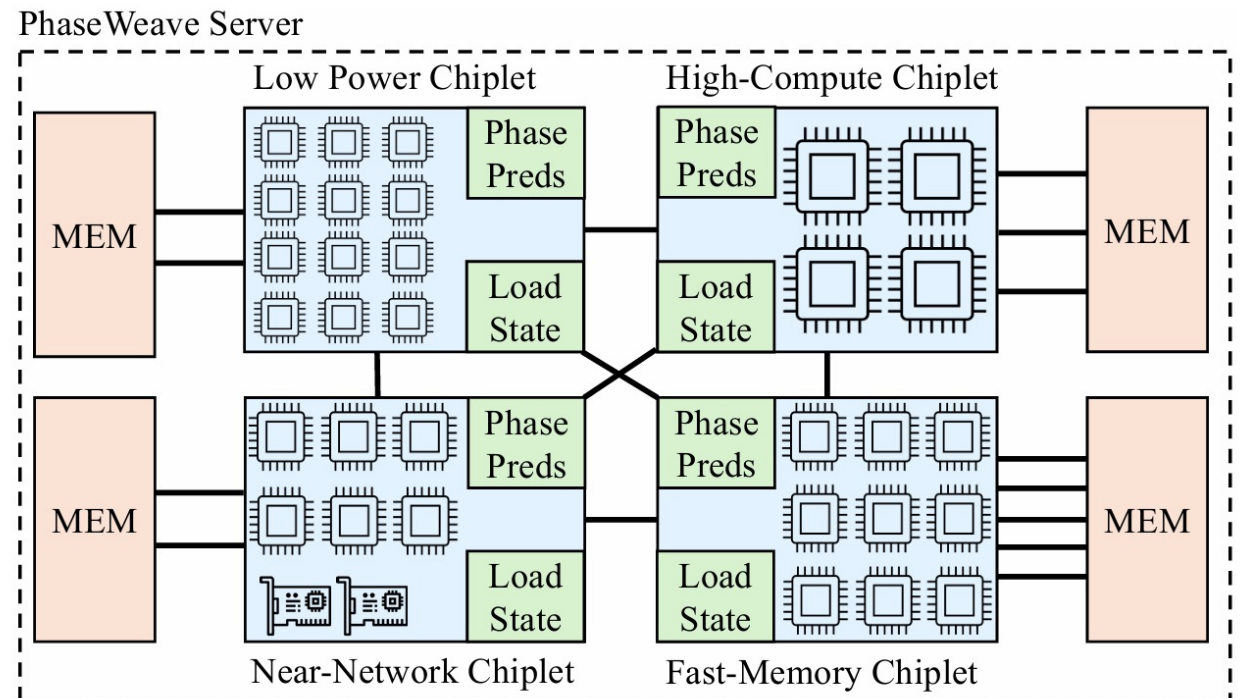 PhaseWeave Server
Low Power Chiplet
High-Compute Chiplet
MEM
Phase
Preds
Load
State
Phase
Preds
Load
State
MEM
MEM
Phase
Preds
Load
State
Phase
Preds
Load
State
MEM
Near-Network Chiplet
Fast-Memory Chiplet